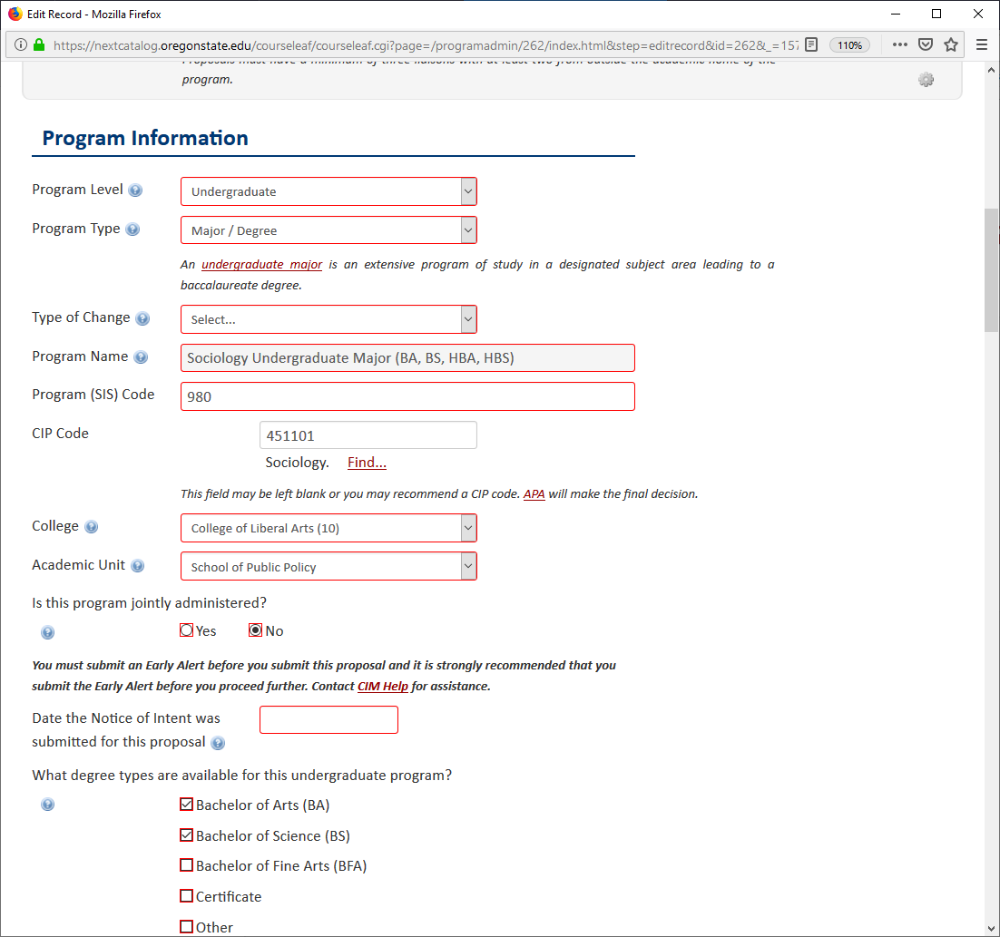 Edit Record - Mozilla Firefox
https://nextcatalog.oregonstate.edu/courseleaf/courseleaf.cgi?page=/programadmin/262/index.html&step=editrecord&id=262&_=157
110%
Proposals must have a minimum of three liaisons with at least two from outside the academic home of the
program.
Program Information
Program Level
Undergraduate
Program Type
Major / Degree
An undergraduate major is an extensive program of study in a designated subject area leading to a
baccalaureate degree.
Type of Change
Select...
Program Name
Sociology Undergraduate Major (BA, BS, HBA, HBS)
Program (SIS) Code
980
CIP Code
451101
Sociology. Find...
This field may be left blank or you may recommend a CIP code. APA will make the final decision.
College
College of Liberal Arts (10)
Academic Unit
School of Public Policy
Is this program jointly administered?
Yes No
You must submit an Early Alert before you submit this proposal and it is strongly recommended that you
submit the Early Alert before you proceed further. Contact CIM Help for assistance.
Date the Notice of Intent was
submitted for this proposal
What degree types are available for this undergraduate program?
Bachelor of Arts (BA)
Bachelor of Science (BS)
Bachelor of Fine Arts (BFA)
Certificate
Other